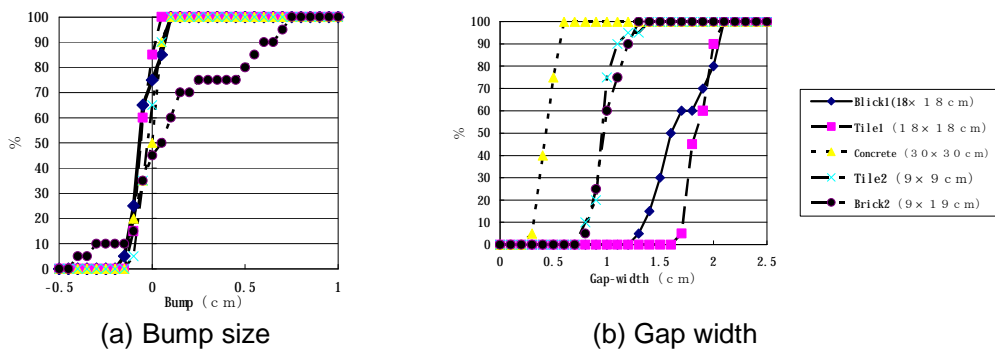 100
90
80
70
60
50
40
30
20
10
0
%
-0.5 0 0.5 1
Bump (cm)
(a) Bump size
100
90
80
70
60
50
40
30
20
10
0
%
0 0.5 1 1.5 2 2.5
Gap-width (cm)
(b) Gap width
Blick1(18×18cm)
Tile1 (18×18cm)
Concrete (30×30cm)
Tile2 (9×9cm)
Brick2 (9×19cm)